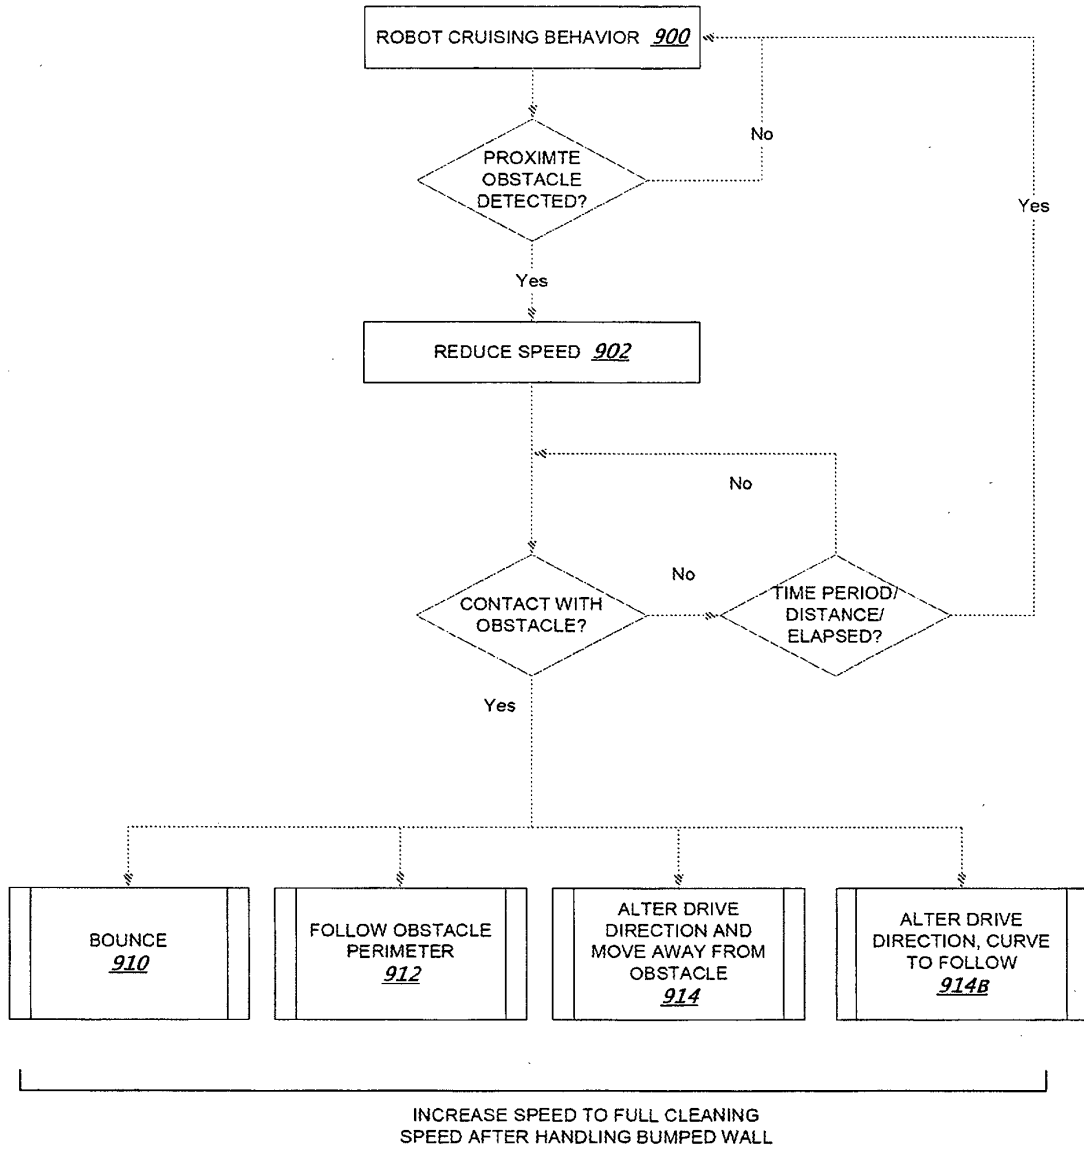 ROBOT CRUISING BEHAVIOR 900
No
PROXIMTE
OBSTACLE
DETECTED?
Yes
Yes
REDUCE SPEED 902
No
No
CONTACT WITH
OBSTACLE?
TIME PERIOD/
DISTANCE/
ELAPSED?
Yes
BOUNCE
910
FOLLOW OBSTACLE
PERIMETER
912
ALTER DRIVE
DIRECTION AND
MOVE AWAY FROM
OBSTACLE
914
ALTER DRIVE
DIRECTION, CURVE
TO FOLLOW
914B
INCREASE SPEED TO FULL CLEANING
SPEED AFTER HANDLING BUMPED WALL